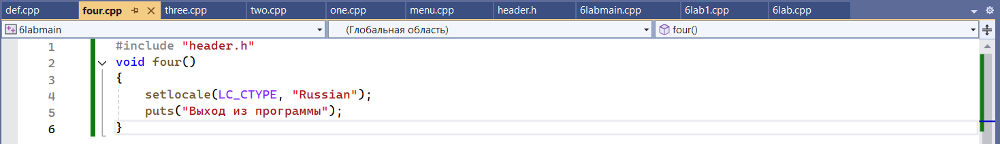 def.cpp four.cpp three.cpp two.cpp one.cpp menu.cpp header.h 6labmain.cpp 6lab1.cpp 6lab.cpp
6labmain (Глобальная область) four()
1 #include "header.h"
2 void four()
3 {
4 setlocale(LC_CTYPE, "Russian");
5 puts("Выход из программы");
6 }